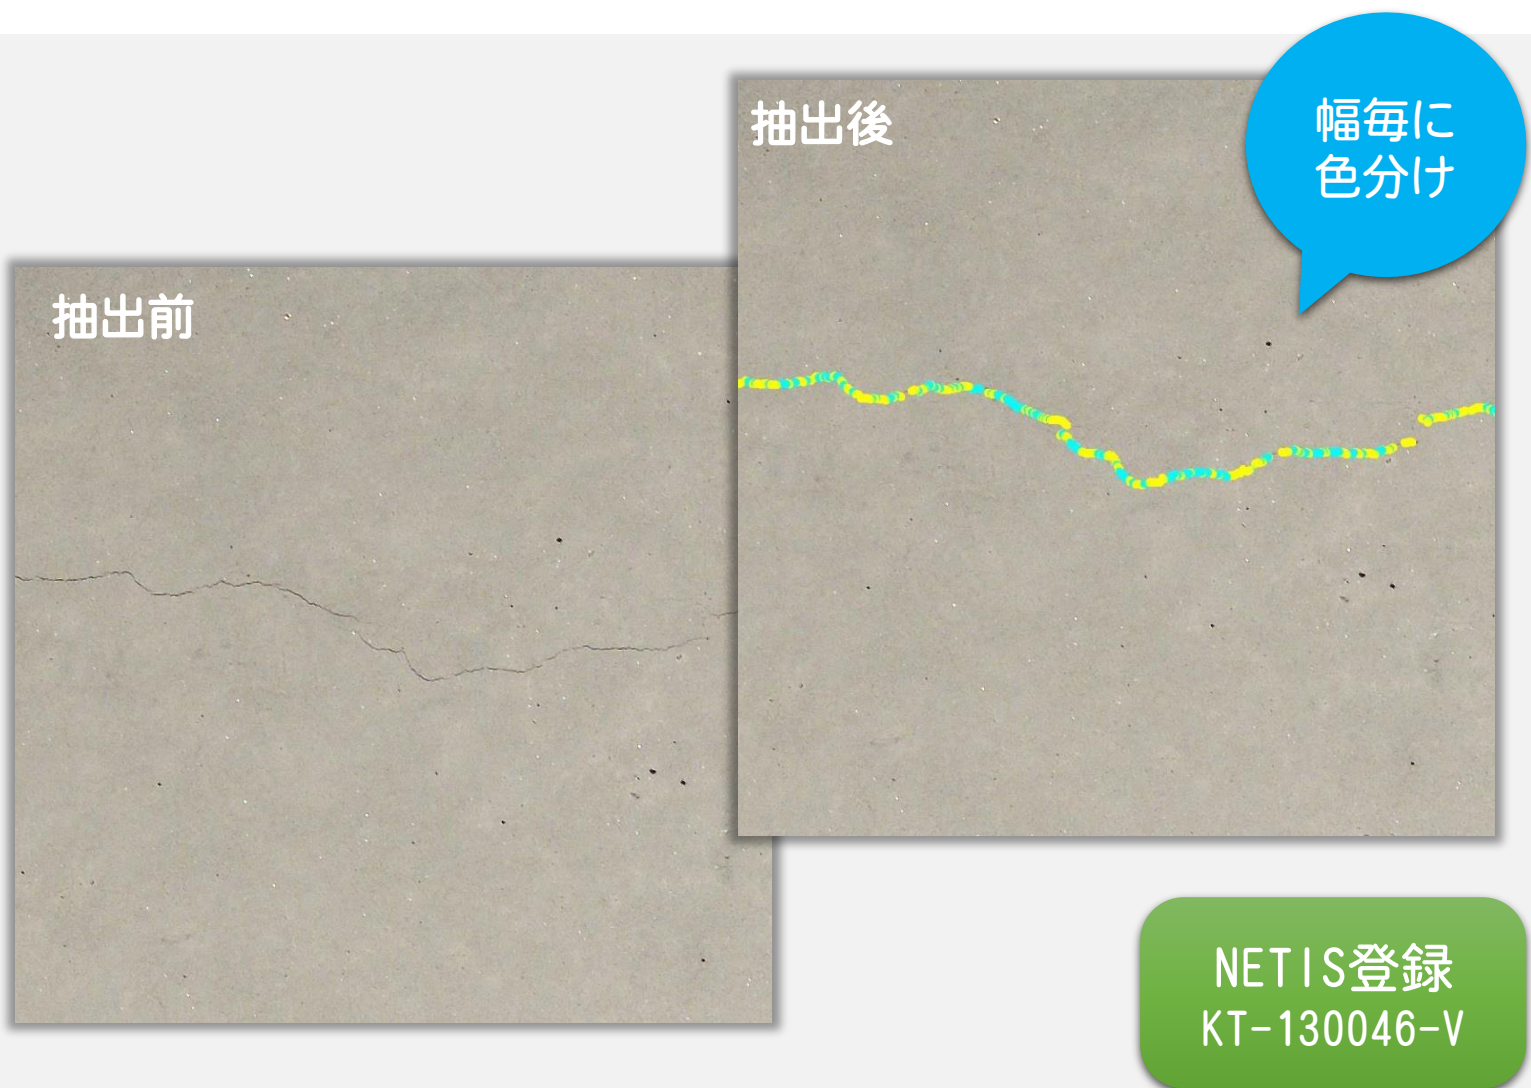 抽出後
幅毎に
色分け
抽出前
NETIS登録
KT-130046-V